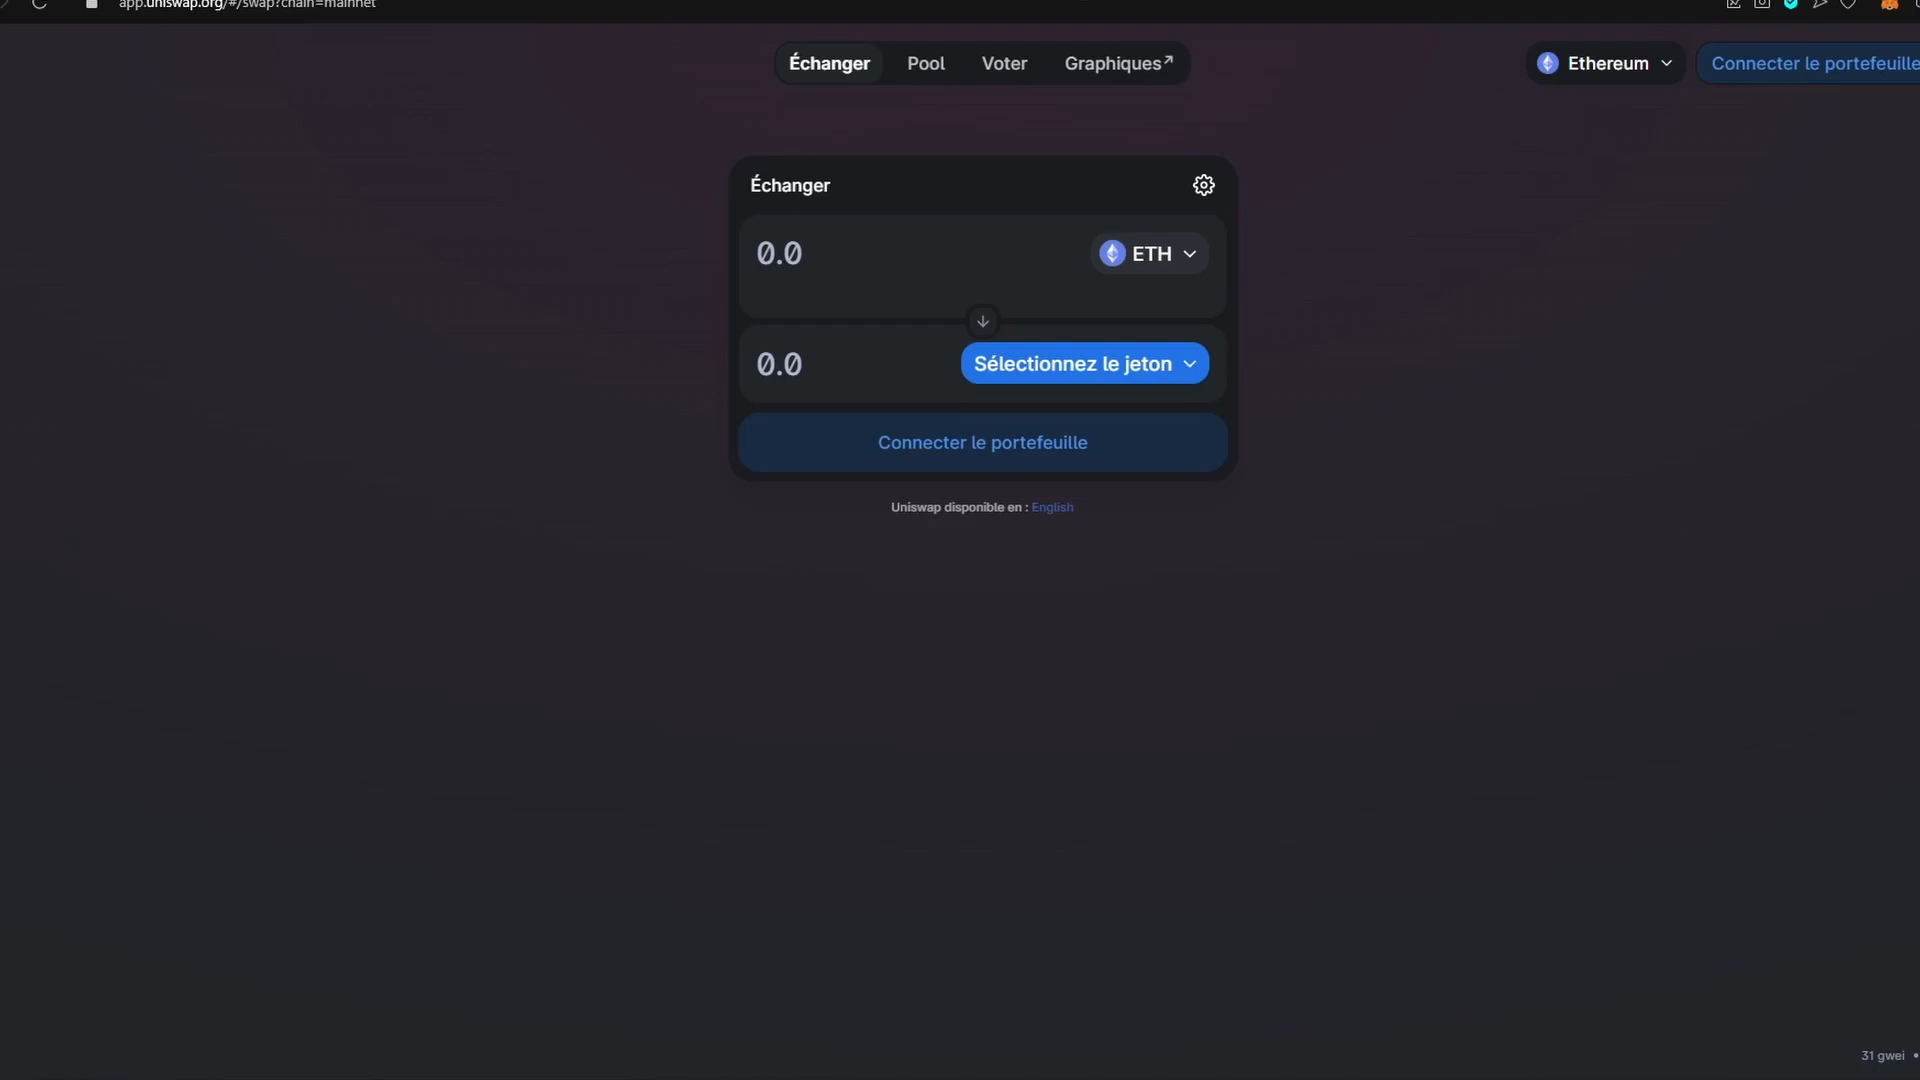 app.uniswap.org/#/swap?chain=mainnet
Échanger Pool Voter Graphiques↗ Ethereum Connecter le portefeuille
Échanger
0.0 ETH
0.0 Sélectionnez le jeton
Connecter le portefeuille
Uniswap disponible en : English
31 gwei